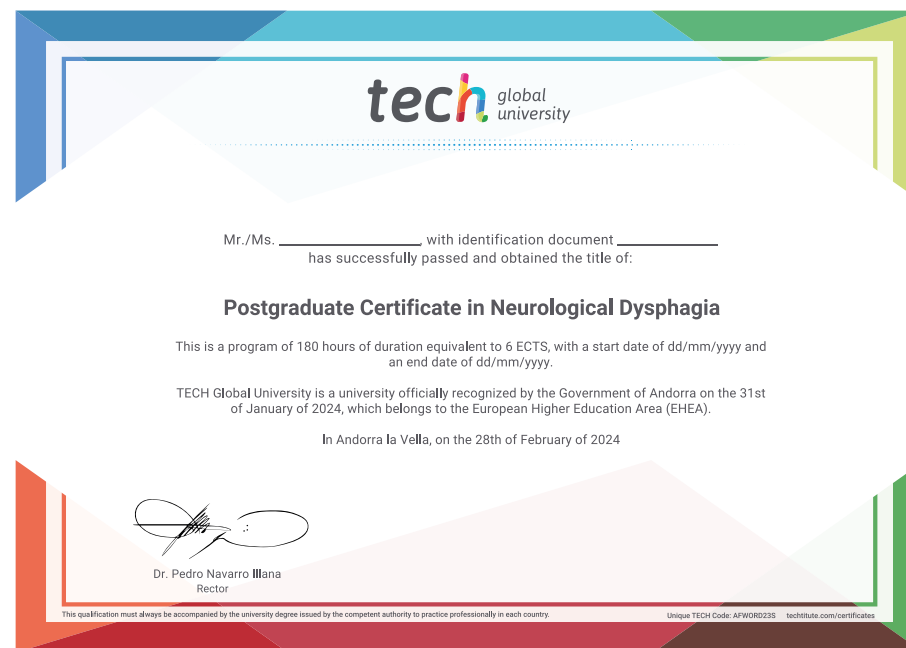 tech global university
Mr./Ms. ____________, with identification document ____________
has successfully passed and obtained the title of:
Postgraduate Certificate in Neurological Dysphagia
This is a program of 180 hours of duration equivalent to 6 ECTS, with a start date of dd/mm/yyyy and
an end date of dd/mm/yyyy.
TECH Global University is a university officially recognized by the Government of Andorra on the 31st
of January of 2024, which belongs to the European Higher Education Area (EHEA).
In Andorra la Vella, on the 28th of February of 2024
Dr. Pedro Navarro Illana
Rector
This qualification must always be accompanied by the university degree issued by the competent authority to practice professionally in each country.
Unique TECH Code: AFWORD23S techtitute.com/certificates